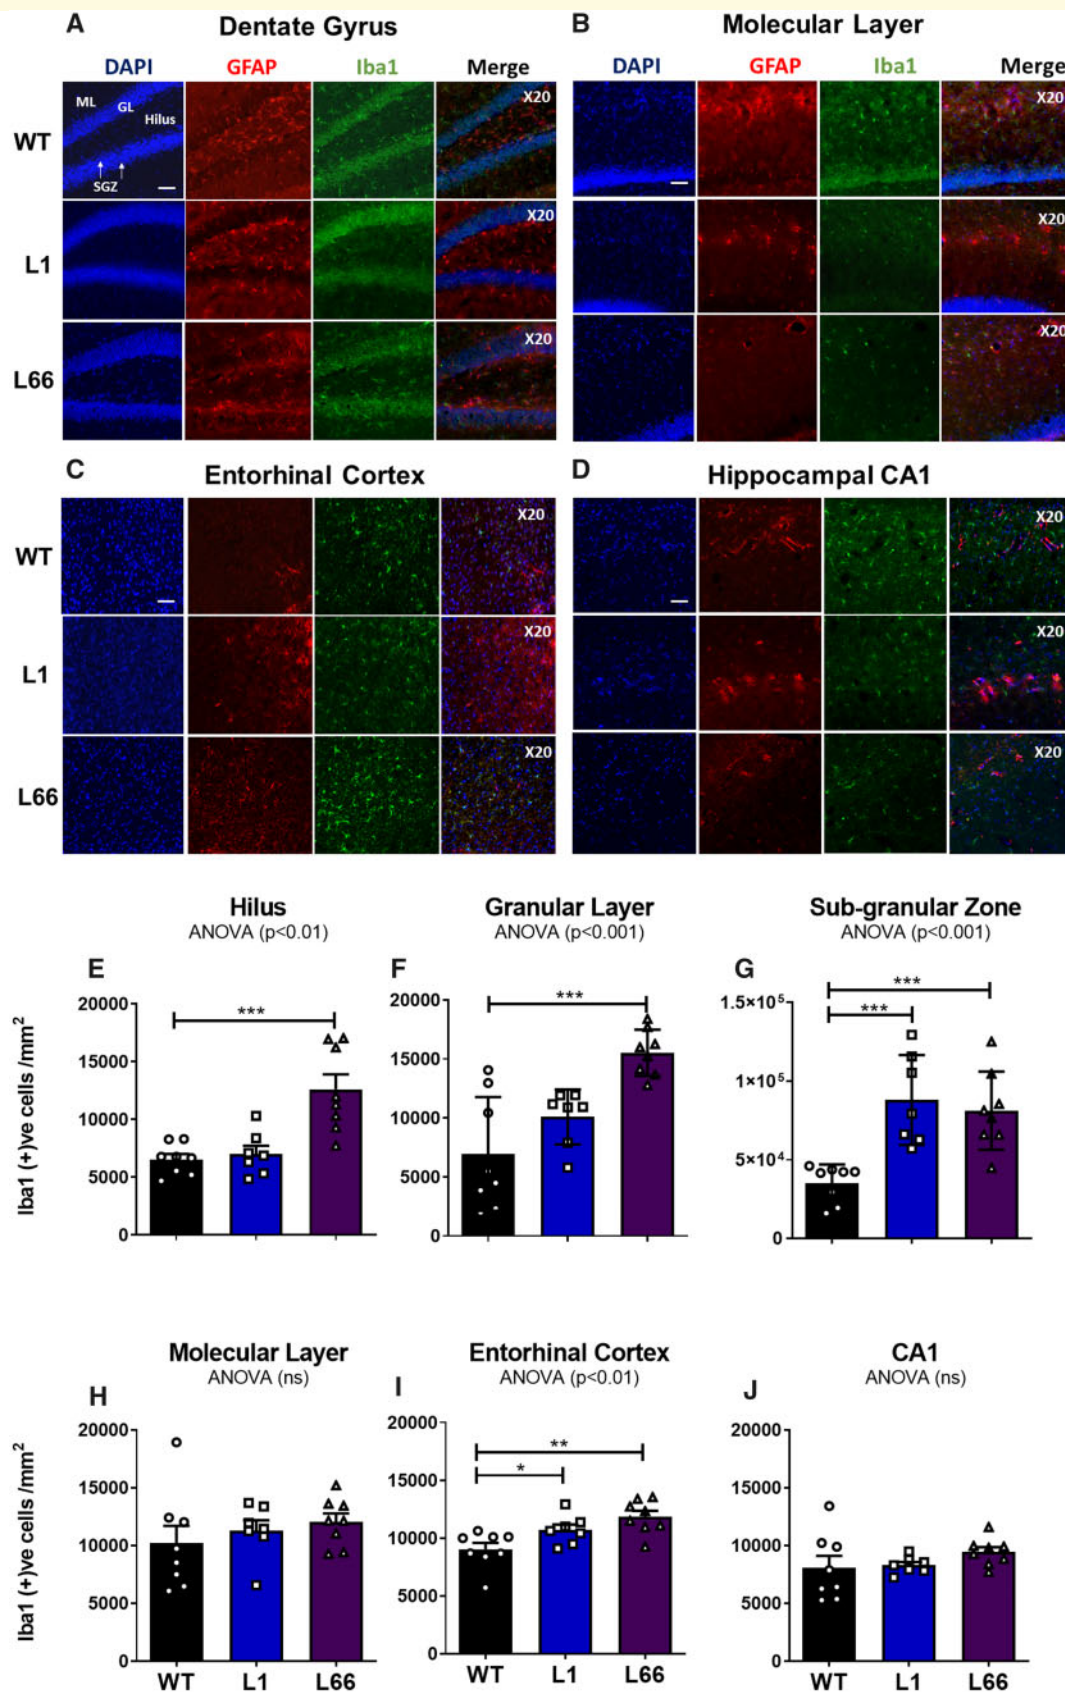 A Dentate Gyrus
B Molecular Layer
DAPI GFAP Iba1 Merge
DAPI GFAP Iba1 Merge
WT
ML GL Hilus SGZ
X20
X20
L1
X20
X20
L66
X20
X20
C Entorhinal Cortex
D Hippocampal CA1
WT
X20
X20
L1
X20
X20
L66
X20
X20
Hilus
ANOVA (p<0.01)
E
Iba1 (+)ve cells /mm²
20000
15000
10000
5000
0
***
Granular Layer
ANOVA (p<0.001)
F
20000
15000
10000
5000
0
***
Sub-granular Zone
ANOVA (p<0.001)
G
1.5×10⁵
1×10⁵
5×10⁴
0
***
***
Molecular Layer
ANOVA (ns)
H
Iba1 (+)ve cells /mm²
20000
15000
10000
5000
0
WT L1 L66
Entorhinal Cortex
ANOVA (p<0.01)
I
20000
15000
10000
5000
0
**
*
WT L1 L66
CA1
ANOVA (ns)
J
20000
15000
10000
5000
0
WT L1 L66